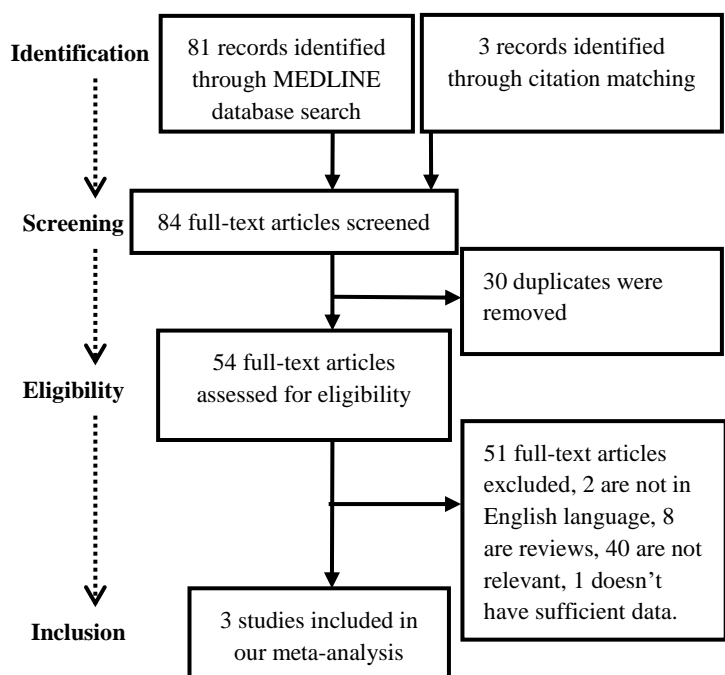 Identification
81 records identified
through MEDLINE
database search
3 records identified
through citation matching
Screening
84 full-text articles screened
30 duplicates were
removed
Eligibility
54 full-text articles
assessed for eligibility
51 full-text articles
excluded, 2 are not in
English language, 8
are reviews, 40 are not
relevant, 1 doesn’t
have sufficient data.
Inclusion
3 studies included in
our meta-analysis